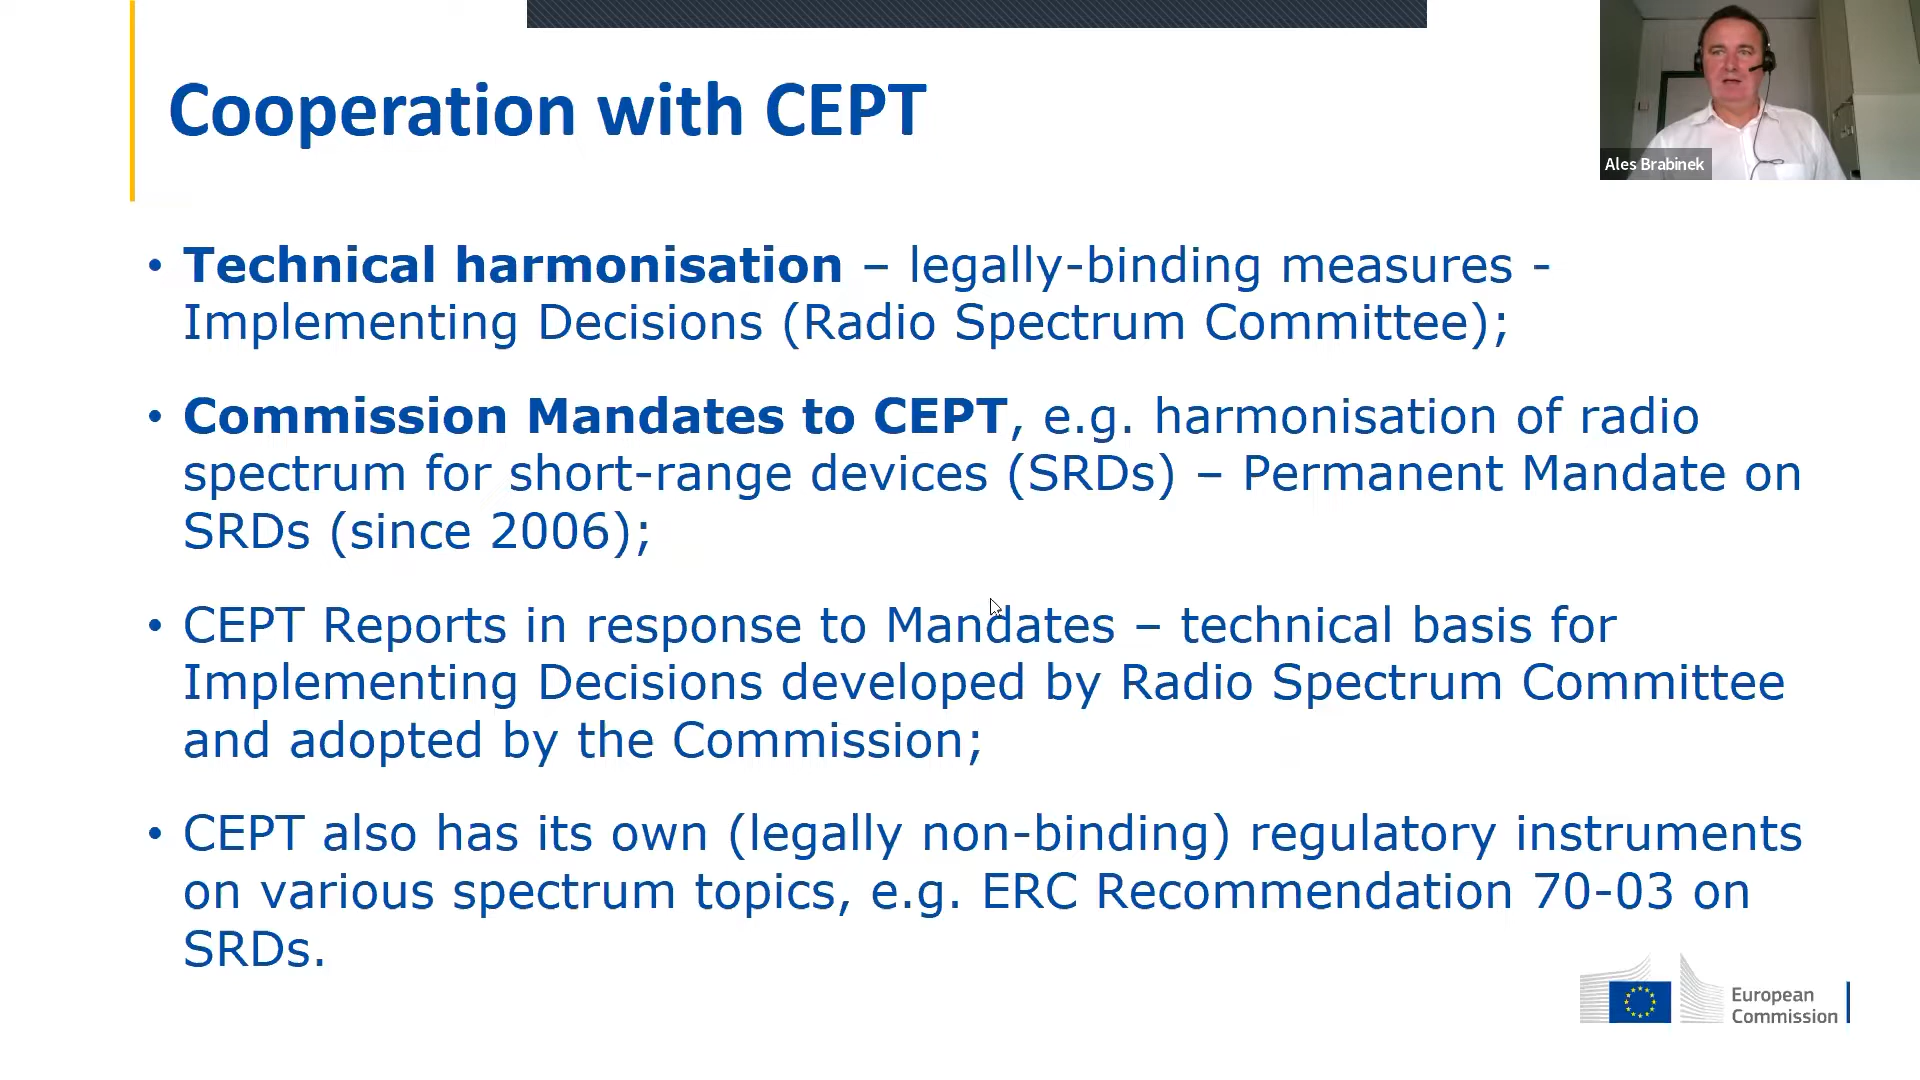 Cooperation with CEPT
Ales Brabinek
• Technical harmonisation – legally-binding measures -
Implementing Decisions (Radio Spectrum Committee);
• Commission Mandates to CEPT, e.g. harmonisation of radio
spectrum for short-range devices (SRDs) – Permanent Mandate on
SRDs (since 2006);
• CEPT Reports in response to Mandates – technical basis for
Implementing Decisions developed by Radio Spectrum Committee
and adopted by the Commission;
• CEPT also has its own (legally non-binding) regulatory instruments
on various spectrum topics, e.g. ERC Recommendation 70-03 on
SRDs.
European
Commission